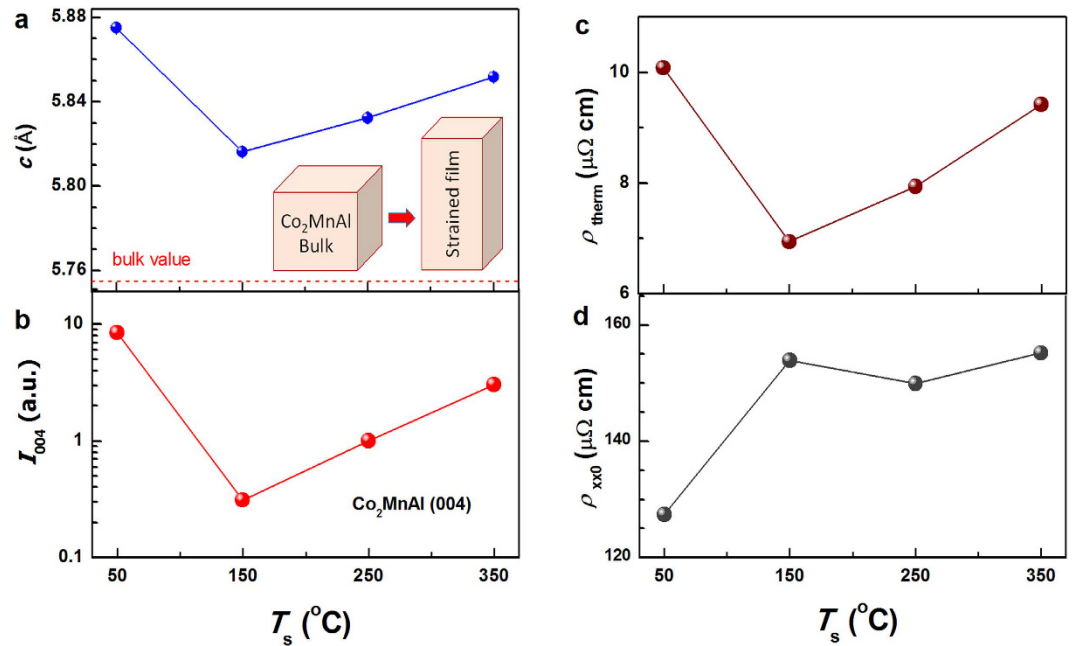 a
5.88
5.84
5.80
5.76
c (Å)
Co₂MnAl
Bulk
Strained film
bulk value
b
10
1
0.1
I₀₀₄ (a.u.)
Co₂MnAl (004)
50 150 250 350
Tₛ (°C)
c
10
8
6
ρ therm (μΩ cm)
d
160
140
120
ρ xx0 (μΩ cm)
50 150 250 350
Tₛ (°C)